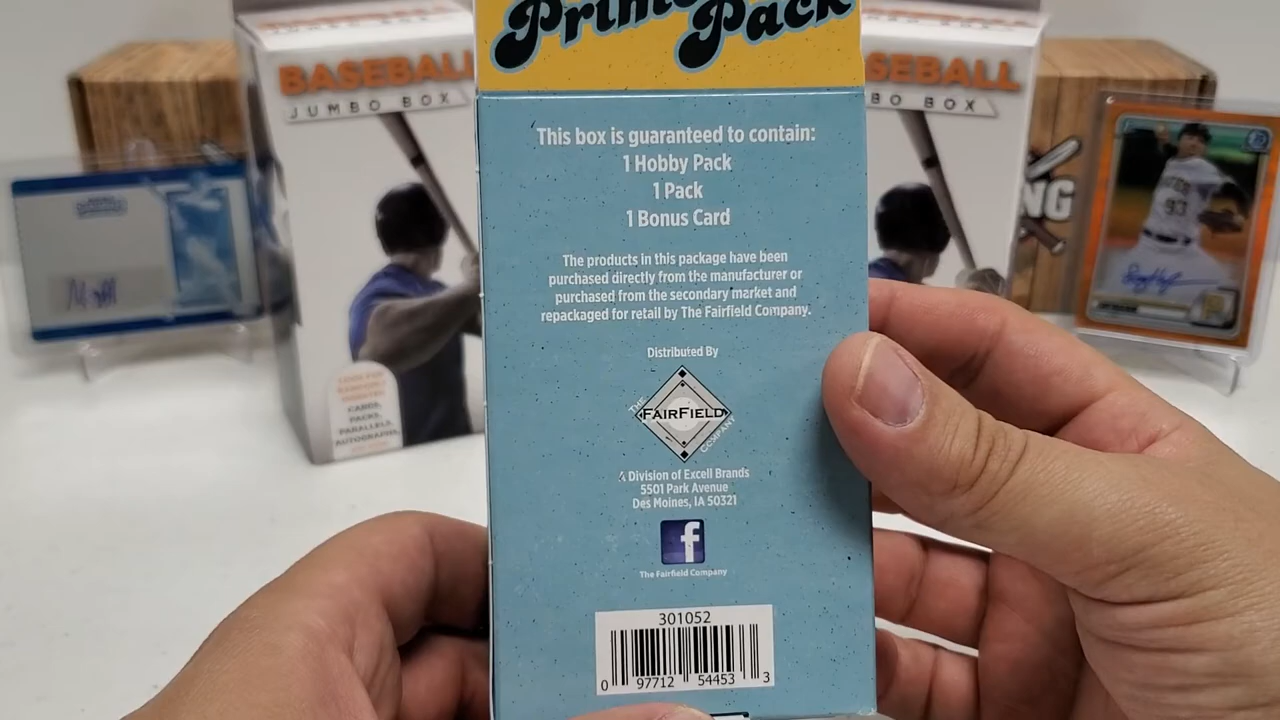 Prime Pack
This box is guaranteed to contain:
1 Hobby Pack
1 Pack
1 Bonus Card
The products in this package have been
purchased directly from the manufacturer or
purchased from the secondary market and
repackaged for retail by The Fairfield Company.
Distributed By
THE
FAIRFIELD
COMPANY
A Division of Excell Brands
5501 Park Avenue
Des Moines, IA 50321
f
The Fairfield Company
301052
0 97712 54453 3
BASEBALL
JUMBO BOX
CARDS,
PACKS,
PARALLELS,
AUTOGRAPHS,
SEBALL
BO BOX
NG
93